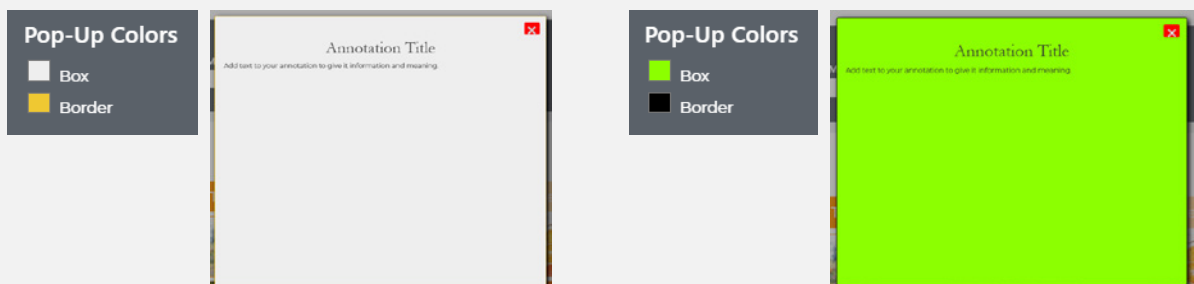 Pop-Up Colors
Box
Border
Annotation Title
Add text to your annotation to give it information and meaning.
Pop-Up Colors
Box
Border
Annotation Title
Add text to your annotation to give it information and meaning.